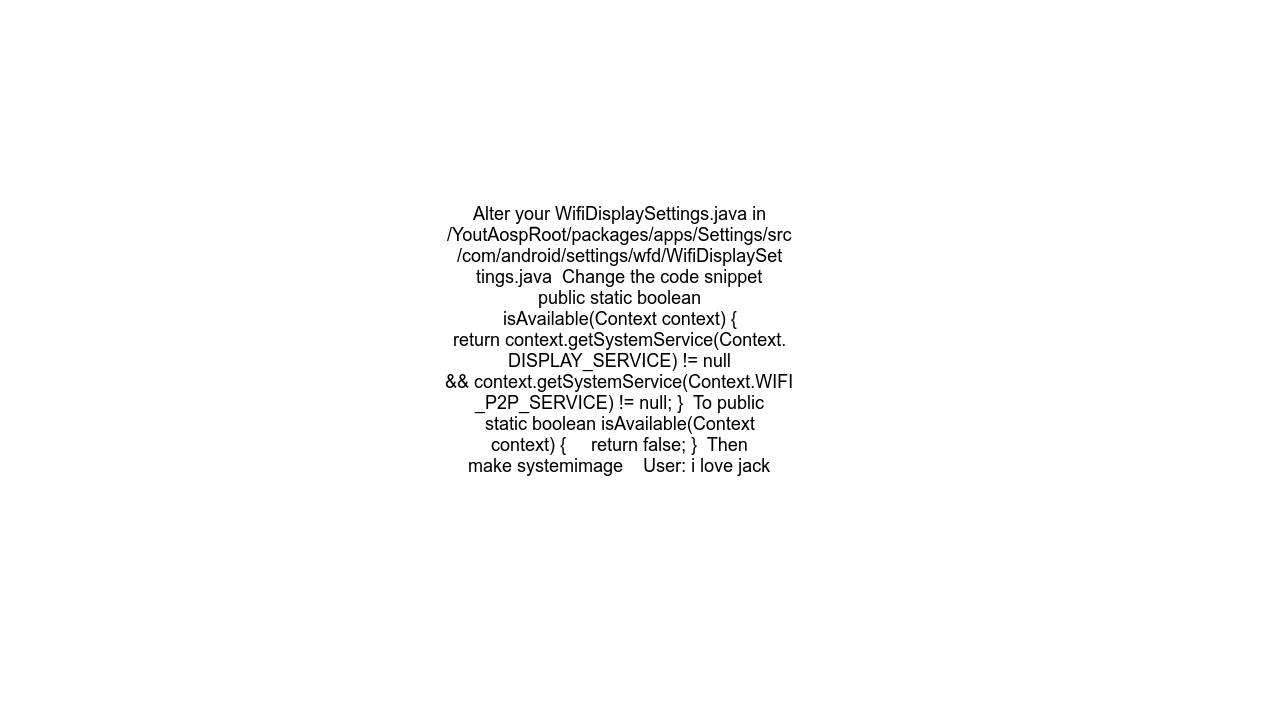 Alter your WifiDisplaySettings.java in
/YoutAospRoot/packages/apps/Settings/src
/com/android/settings/wfd/WifiDisplaySet
tings.java  Change the code snippet
public static boolean
isAvailable(Context context) {
return context.getSystemService(Context.
DISPLAY_SERVICE) != null
&& context.getSystemService(Context.WIFI
_P2P_SERVICE) != null; }  To public
static boolean isAvailable(Context
context) {     return false; }  Then
make systemimage    User: i love jack